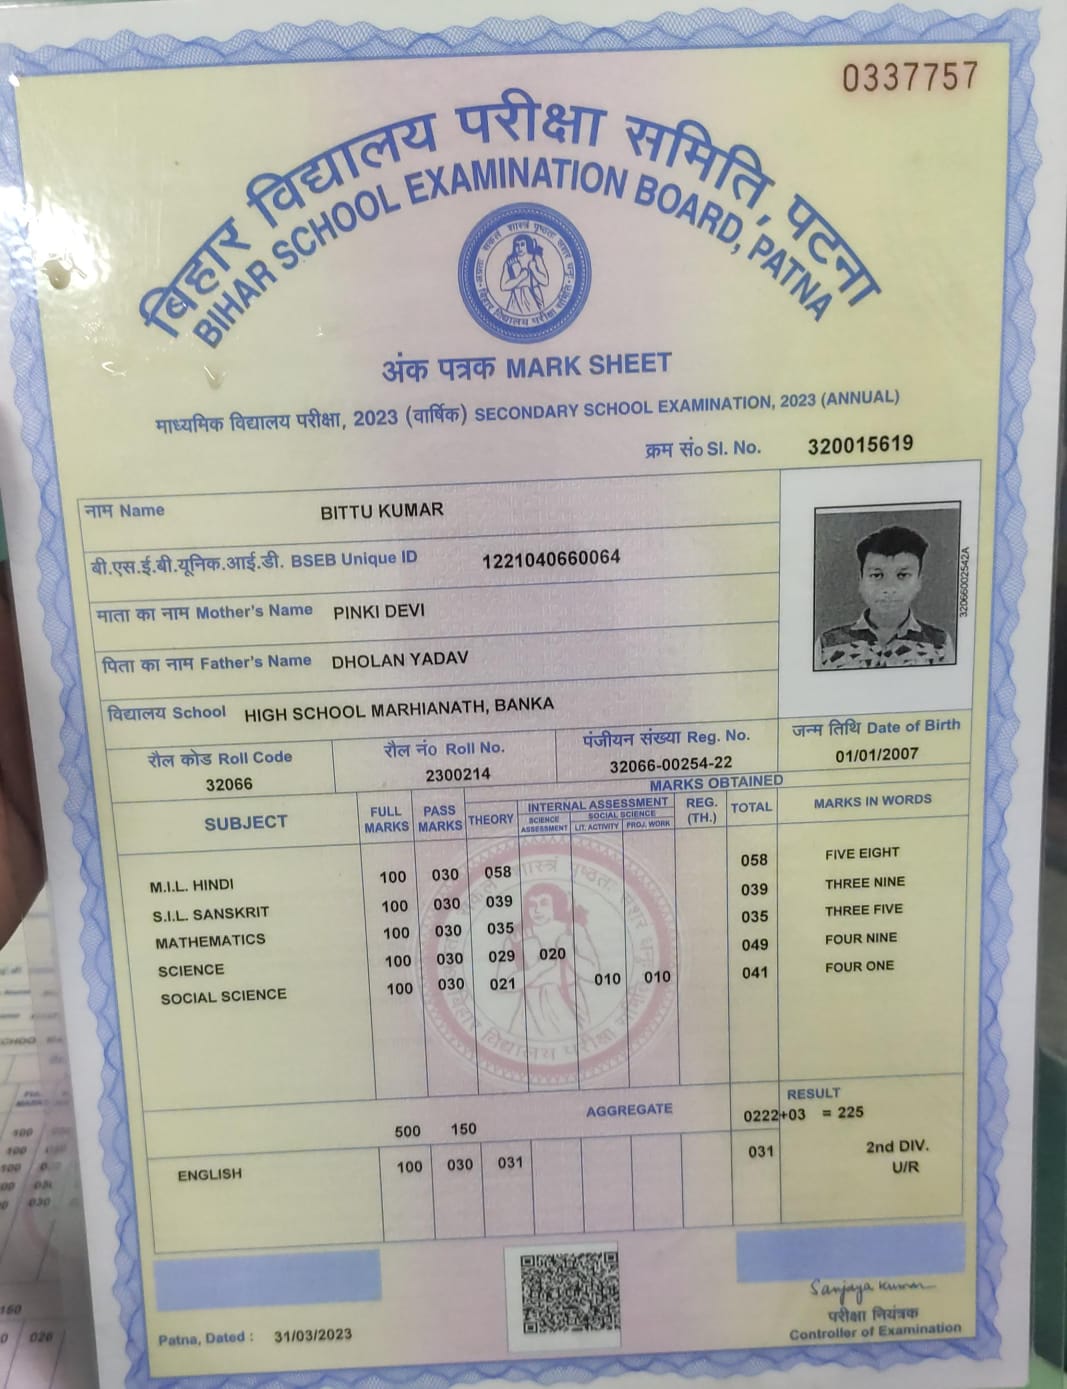 0337757
बिहार विद्यालय परीक्षा समिति, पटना
BIHAR SCHOOL EXAMINATION BOARD, PATNA
अंक पत्रक MARK SHEET
माध्यमिक विद्यालय परीक्षा, 2023 (वार्षिक) SECONDARY SCHOOL EXAMINATION, 2023 (ANNUAL)
क्रम सं० Sl. No. 320015619
नाम Name BITTU KUMAR
बी.एस.ई.बी.यूनिक.आई.डी. BSEB Unique ID 1221040660064
माता का नाम Mother's Name PINKI DEVI
पिता का नाम Father's Name DHOLAN YADAV
विद्यालय School HIGH SCHOOL MARHIANATH, BANKA
32066002542A
रौल कोड Roll Code रौल नं० Roll No. पंजीयन संख्या Reg. No. जन्म तिथि Date of Birth
32066 2300214 32066-00254-22 01/01/2007
MARKS OBTAINED
SUBJECT FULL MARKS PASS MARKS THEORY INTERNAL ASSESSMENT REG. (TH.) TOTAL MARKS IN WORDS
SCIENCE ASSESSMENT SOCIAL SCIENCE LIT. ACTIVITY PROJ. WORK
M.I.L. HINDI 100 030 058 058 FIVE EIGHT
S.I.L. SANSKRIT 100 030 039 039 THREE NINE
MATHEMATICS 100 030 035 035 THREE FIVE
SCIENCE 100 030 029 020 049 FOUR NINE
SOCIAL SCIENCE 100 030 021 010 010 041 FOUR ONE
RESULT
AGGREGATE 500 150 0222+03 = 225
ENGLISH 100 030 031 031 2nd DIV.
U/R
Patna, Dated : 31/03/2023
Sanjaya Kumar
परीक्षा नियंत्रक
Controller of Examination